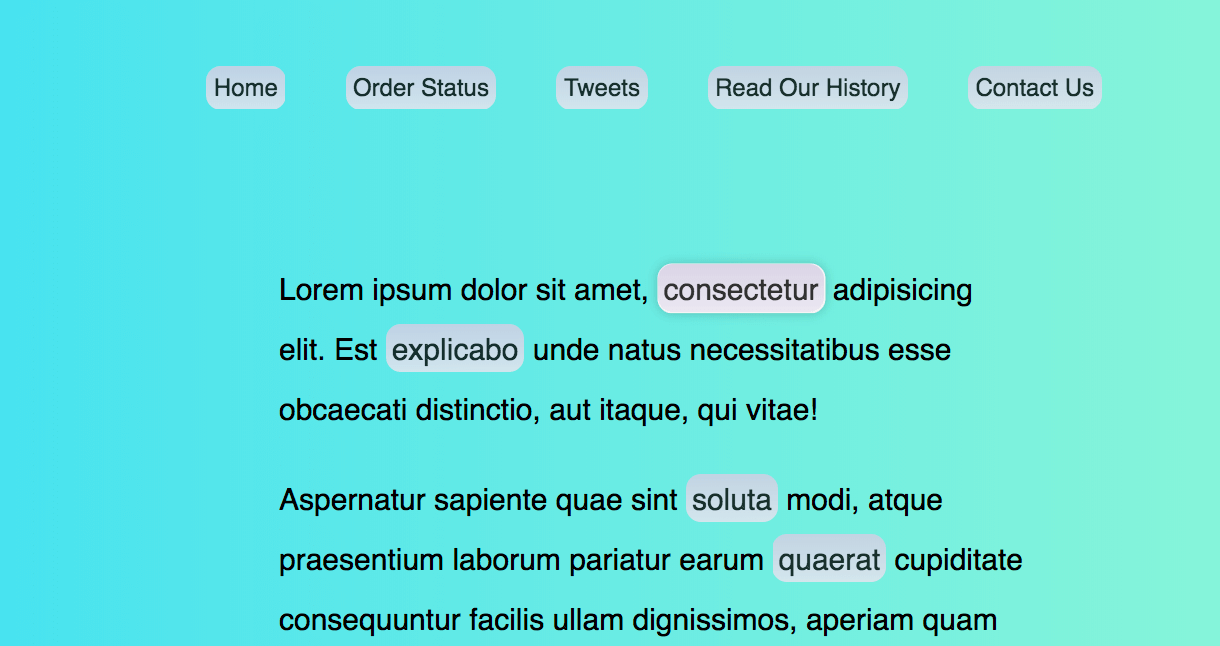 Home Order Status Tweets Read Our History Contact Us
Lorem ipsum dolor sit amet, consectetur adipisicing
elit. Est explicabo unde natus necessitatibus esse
obcaecati distinctio, aut itaque, qui vitae!
Aspernatur sapiente quae sint soluta modi, atque
praesentium laborum pariatur earum quaerat cupiditate
consequuntur facilis ullam dignissimos, aperiam quam